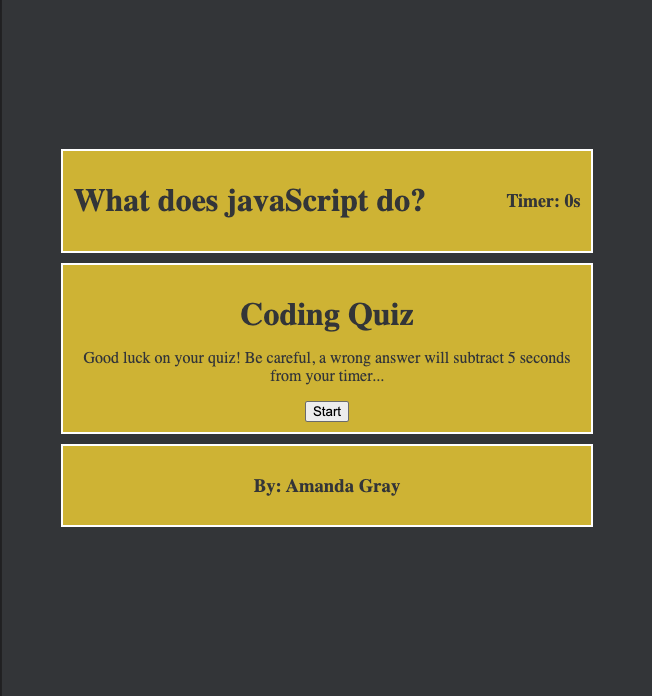 What does javaScript do?
Timer: 0s
Coding Quiz
Good luck on your quiz! Be careful, a wrong answer will subtract 5 seconds
from your timer...
Start
By: Amanda Gray